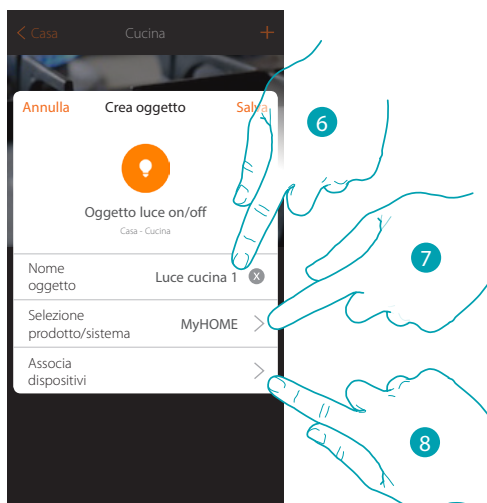 < Casa Cucina +
Annulla Crea oggetto Salva
Oggetto luce on/off
Casa - Cucina
Nome
oggetto
Luce cucina 1 X
Selezione
prodotto/sistema
MyHOME >
Associa
dispositivi
>
6
7
8